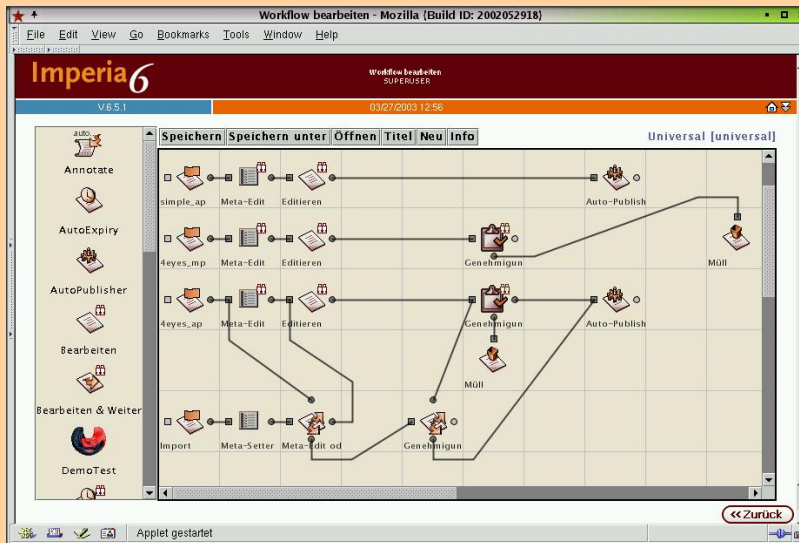 Workflow bearbeiten - Mozilla {Build ID: 2002052918}
File Edit View Go Bookmarks Tools Window Help
Imperia 6
Workflow bearbeiten
SUPERUSER
V.6.5.1
03/27/2003 12:56
Speichern Speichern unter Öffnen Titel Neu Info
Universal [universal]
auto...
Annotate
AutoExpiry
AutoPublisher
Bearbeiten
Bearbeiten & Weiter
DemoTest
simple_ap Meta-Edit Editieren Auto-Publish
4eyes_mp Meta-Edit Editieren Genehmigun Müll
4eyes_ap Meta-Edit Editieren Genehmigun Auto-Publish
Müll
Import Meta-Setter Meta-Edit od Genehmigun
«Zurück
Applet gestartet